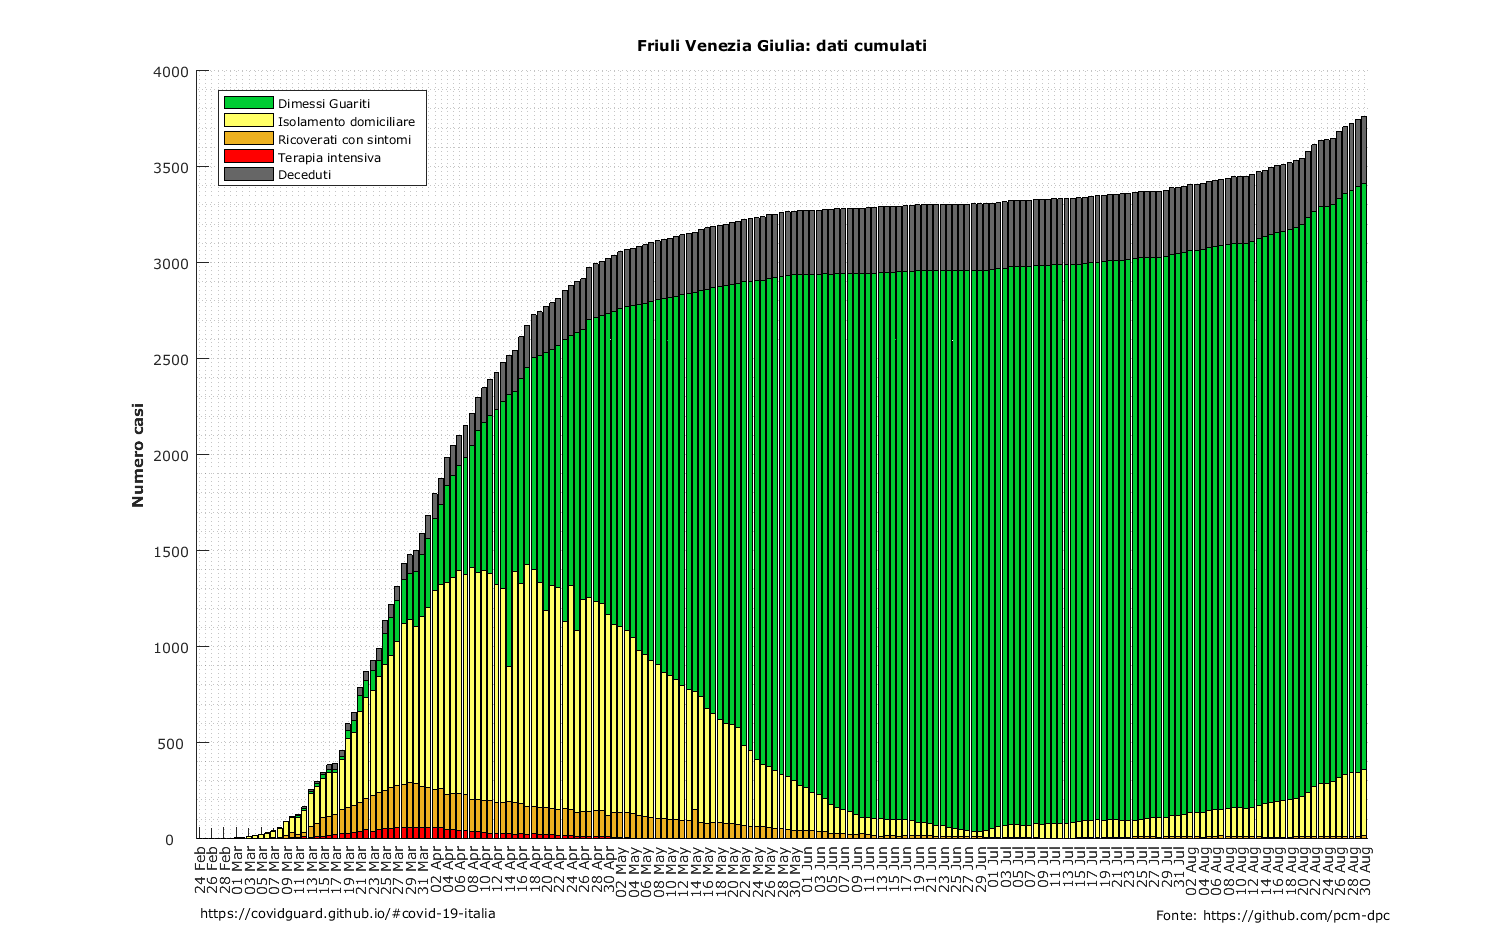 Friuli Venezia Giulia: dati cumulati
4000
3500
3000
2500
2000
1500
1000
500
0
Numero casi
Dimessi Guariti
Isolamento domiciliare
Ricoverati con sintomi
Terapia intensiva
Deceduti
24 Feb
26 Feb
28 Feb
01 Mar
03 Mar
05 Mar
07 Mar
09 Mar
11 Mar
13 Mar
15 Mar
17 Mar
19 Mar
21 Mar
23 Mar
25 Mar
27 Mar
29 Mar
31 Mar
02 Apr
04 Apr
06 Apr
08 Apr
10 Apr
12 Apr
14 Apr
16 Apr
18 Apr
20 Apr
22 Apr
24 Apr
26 Apr
28 Apr
30 Apr
02 May
04 May
06 May
08 May
10 May
12 May
14 May
16 May
18 May
20 May
22 May
24 May
26 May
28 May
30 May
01 Jun
03 Jun
05 Jun
07 Jun
09 Jun
11 Jun
13 Jun
15 Jun
17 Jun
19 Jun
21 Jun
23 Jun
25 Jun
27 Jun
29 Jun
01 Jul
03 Jul
05 Jul
07 Jul
09 Jul
11 Jul
13 Jul
15 Jul
17 Jul
19 Jul
21 Jul
23 Jul
25 Jul
27 Jul
29 Jul
31 Jul
02 Aug
04 Aug
06 Aug
08 Aug
10 Aug
12 Aug
14 Aug
16 Aug
18 Aug
20 Aug
22 Aug
24 Aug
26 Aug
28 Aug
30 Aug
https://covidguard.github.io/#covid-19-italia
Fonte: https://github.com/pcm-dpc